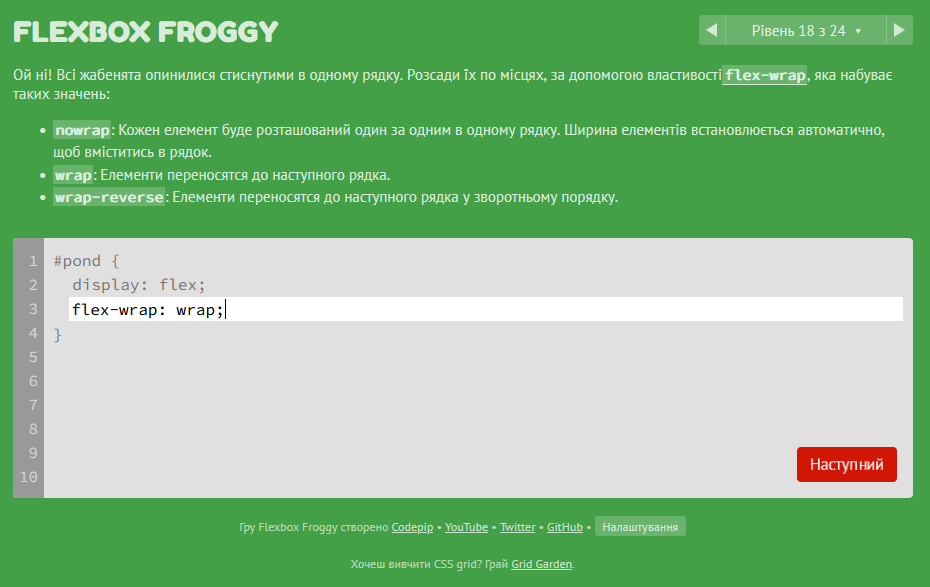 FLEXBOX FROGGY
◀ Рівень 18 з 24 ▾ ▶
Ой ні! Всі жабенята опинилися стиснутими в одному рядку. Розсади їх по місцях, за допомогою властивості flex-wrap, яка набуває
таких значень:
• nowrap: Кожен елемент буде розташований один за одним в одному рядку. Ширина елементів встановлюється автоматично,
щоб вміститись в рядок.
• wrap: Елементи переносятся до наступного рядка.
• wrap-reverse: Елементи переносятся до наступного рядка у зворотньому порядку.
1 #pond {
2 display: flex;
3 flex-wrap: wrap;
4 }
5
6
7
8
9
10
Наступний
Гру Flexbox Froggy створено Codepip • YouTube • Twitter • GitHub • Налаштування
Хочеш вивчити CSS grid? Грай Grid Garden.